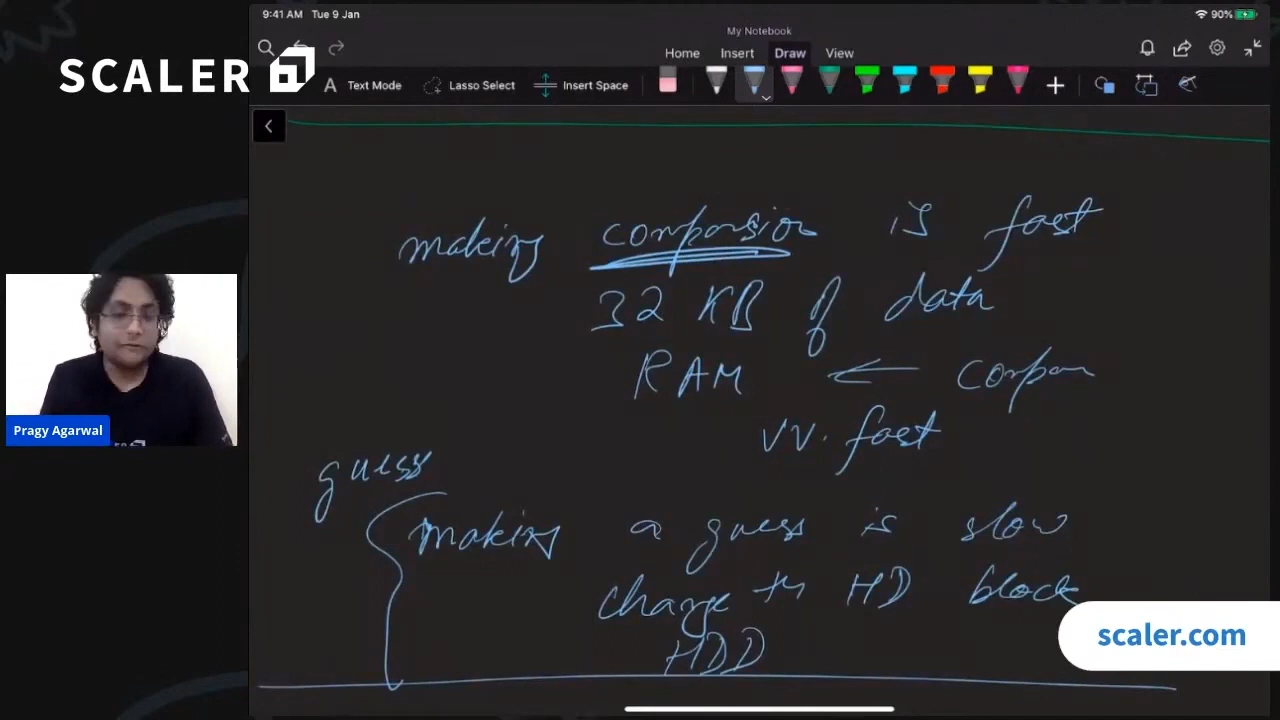 9:41 AM Tue 9 Jan
90%
My Notebook
Home Insert Draw View
SCALER
Text Mode Lasso Select Insert Space
making comparsion is fast
32 KB of data
RAM ← compar
vv. fast
guess
making a guess is slow
change the HD block
HDD
Pragy Agarwal
scaler.com